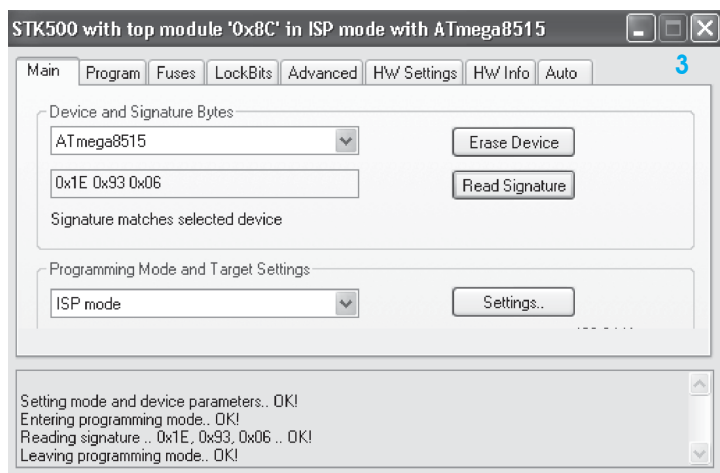 STK500 with top module '0x8C' in ISP mode with ATmega8515
3
Main Program Fuses LockBits Advanced HW Settings HW Info Auto
Device and Signature Bytes
ATmega8515 Erase Device
0x1E 0x93 0x06 Read Signature
Signature matches selected device
Programming Mode and Target Settings
ISP mode Settings..
Setting mode and device parameters.. OK!
Entering programming mode.. OK!
Reading signature .. 0x1E, 0x93, 0x06 .. OK!
Leaving programming mode.. OK!